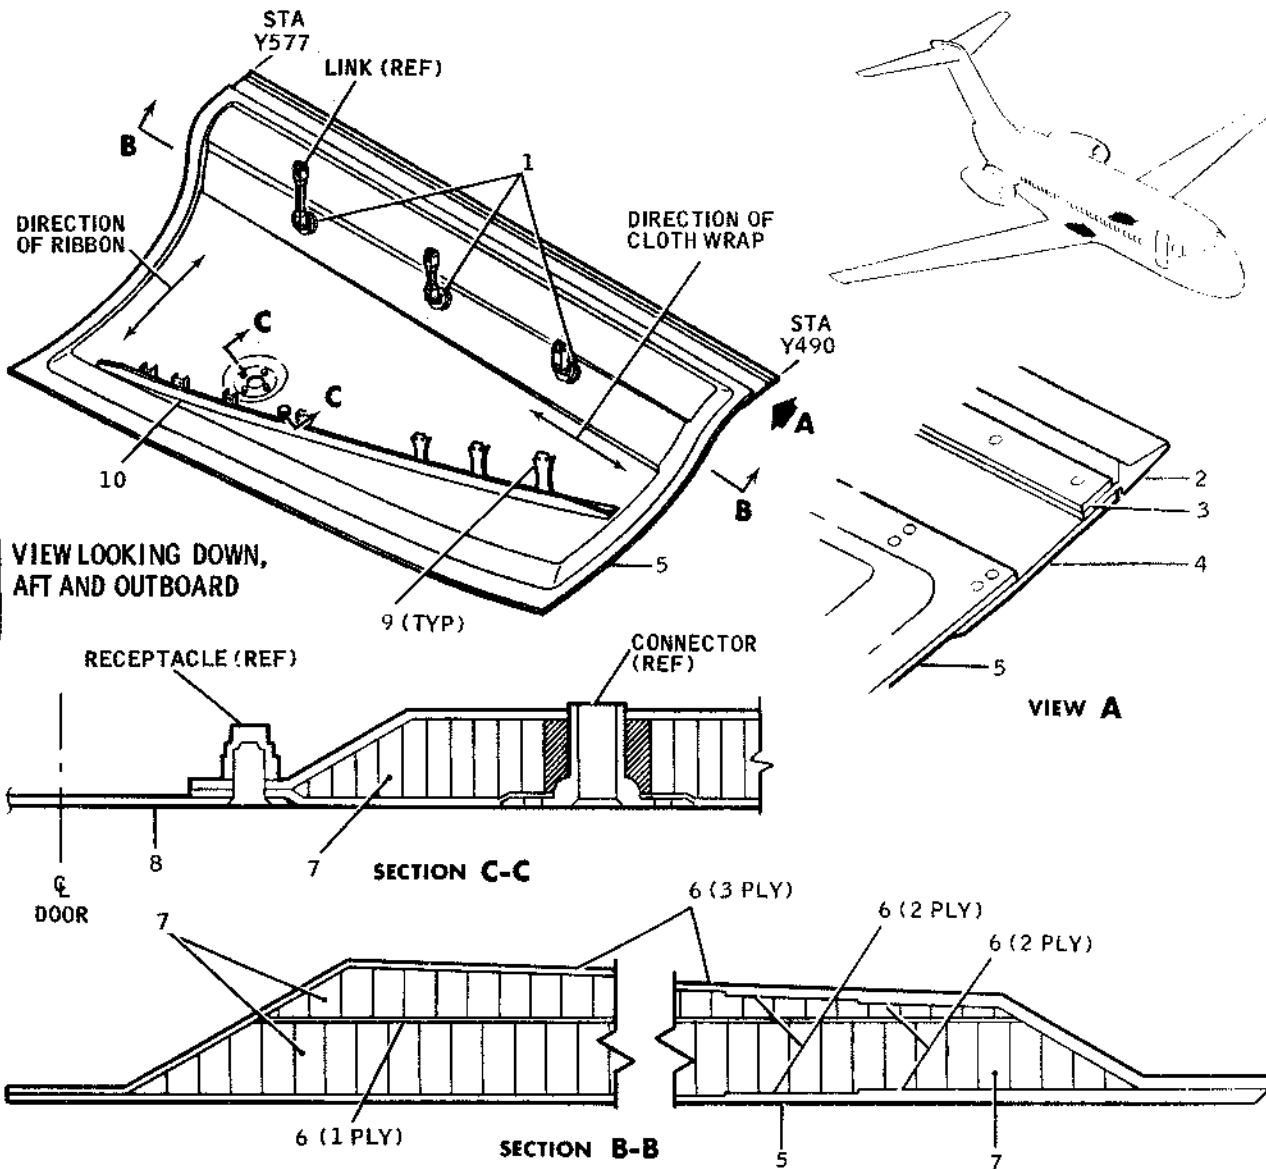 STA
Y577
LINK (REF)
B
1
DIRECTION
OF RIBBON
DIRECTION OF
CLOTH WRAP
C
STA
Y490
C
A
10
B
2
3
VIEW LOOKING DOWN,
AFT AND OUTBOARD
5
4
9 (TYP)
RECEPTACLE (REF)
CONNECTOR
(REF)
5
VIEW A
8
7
SECTION C-C
℄
DOOR
7
6 (3 PLY)
6 (2 PLY)
6 (2 PLY)
6 (1 PLY)
SECTION B-B
5
7